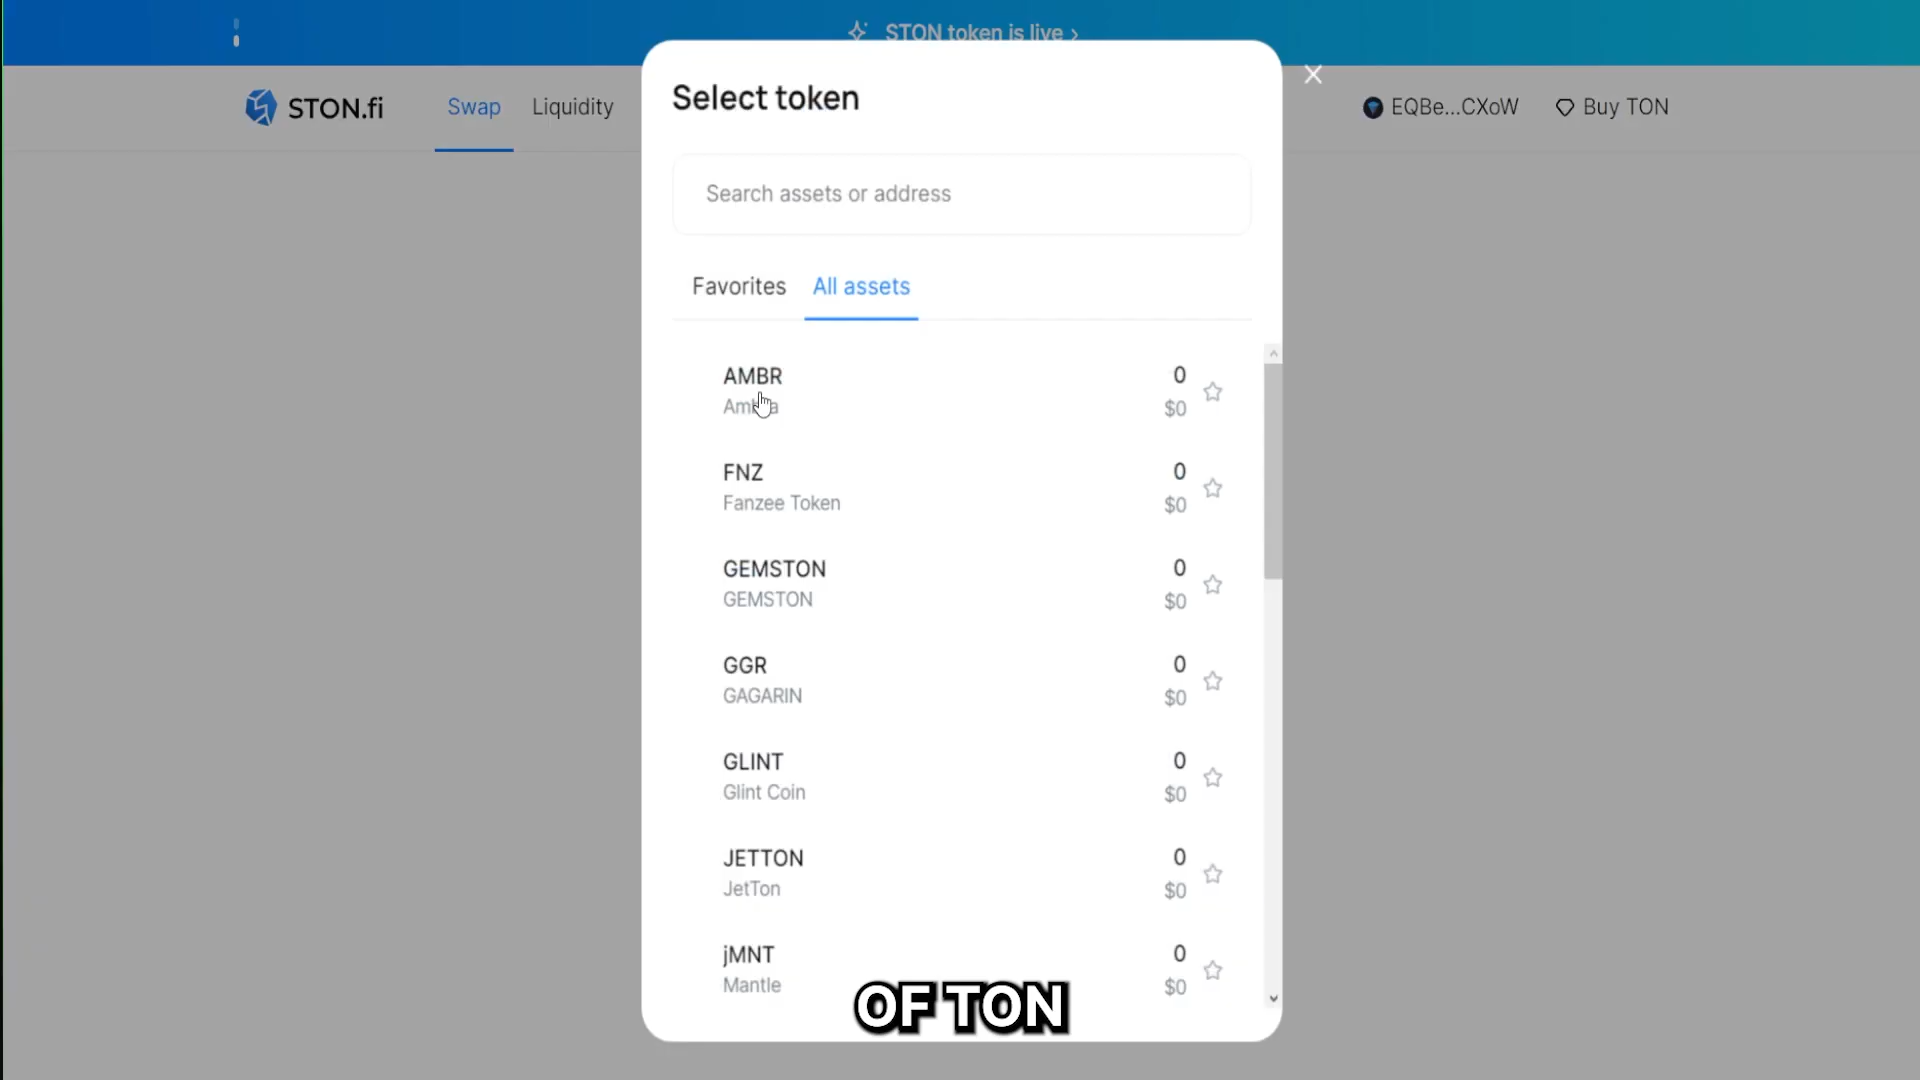 STON token is live ›
STON.fi
Swap
Liquidity
EQBe...CXoW
Buy TON
Select token
Search assets or address
Favorites
All assets
AMBR
0
$0
FNZ
0
Fanzee Token
$0
GEMSTON
0
GEMSTON
$0
GGR
0
GAGARIN
$0
GLINT
0
Glint Coin
$0
JETTON
0
JetTon
$0
jMNT
0
Mantle
$0
OF TON